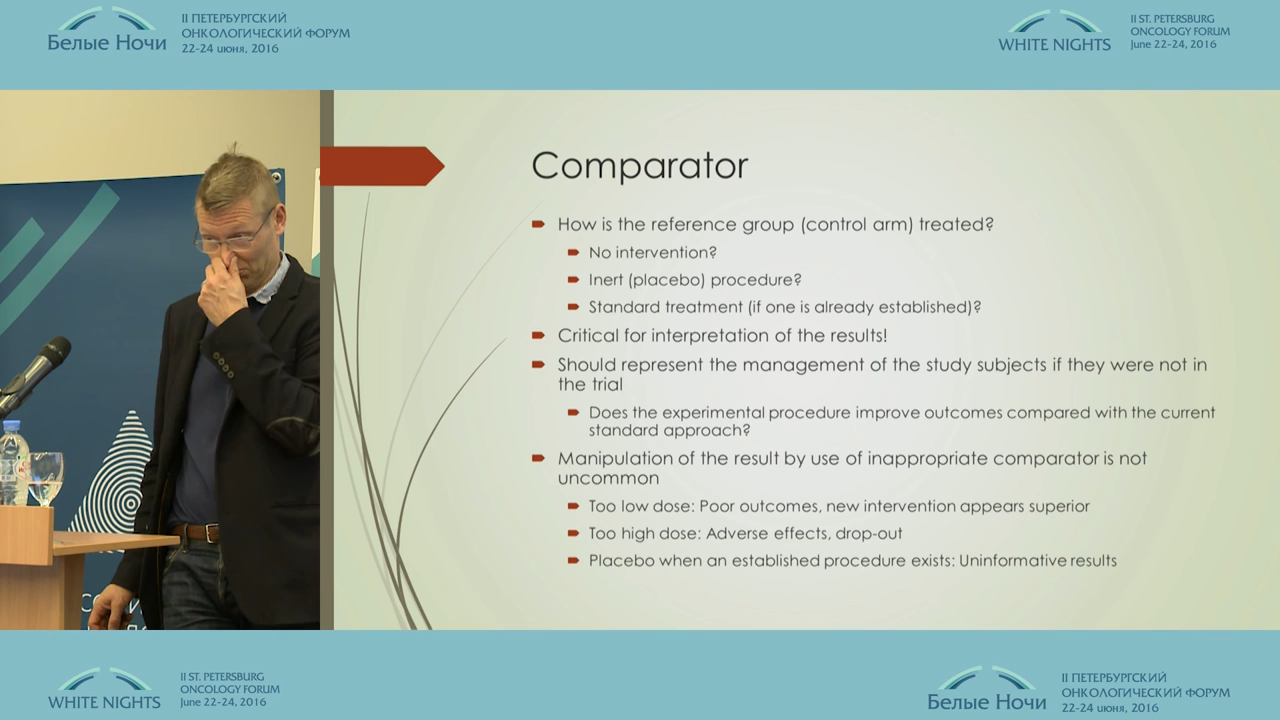 II ПЕТЕРБУРГСКИЙ
ОНКОЛОГИЧЕСКИЙ ФОРУМ
22-24 июня, 2016
Белые Ночи
WHITE NIGHTS
II ST. PETERSBURG
ONCOLOGY FORUM
June 22-24, 2016
Comparator
How is the reference group (control arm) treated?
No intervention?
Inert (placebo) procedure?
Standard treatment (if one is already established)?
Critical for interpretation of the results!
Should represent the management of the study subjects if they were not in
the trial
Does the experimental procedure improve outcomes compared with the current
standard approach?
Manipulation of the result by use of inappropriate comparator is not
uncommon
Too low dose: Poor outcomes, new intervention appears superior
Too high dose: Adverse effects, drop-out
Placebo when an established procedure exists: Uninformative results
WHITE NIGHTS
II ST. PETERSBURG
ONCOLOGY FORUM
June 22-24, 2016
Белые Ночи
II ПЕТЕРБУРГСКИЙ
ОНКОЛОГИЧЕСКИЙ ФОРУМ
22-24 июня, 2016